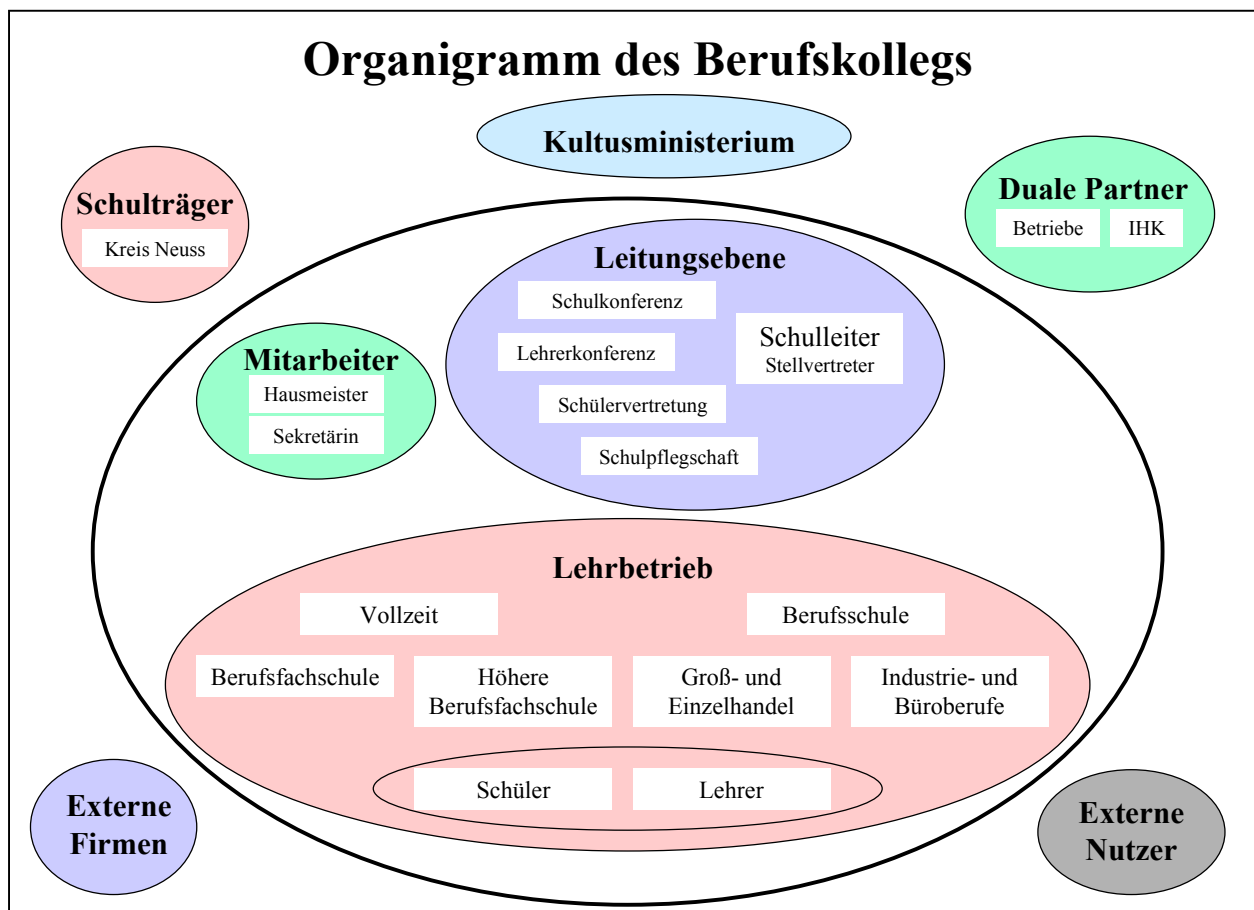 Organigramm des Berufskollegs
Kultusministerium
Schulträger
Kreis Neuss
Duale Partner
Betriebe
IHK
Leitungsebene
Schulkonferenz
Lehrerkonferenz
Schülervertretung
Schulpflegschaft
Schulleiter
Stellvertreter
Mitarbeiter
Hausmeister
Sekretärin
Lehrbetrieb
Vollzeit
Berufsschule
Berufsfachschule
Höhere
Berufsfachschule
Groß- und
Einzelhandel
Industrie- und
Büroberufe
Schüler
Lehrer
Externe
Firmen
Externe
Nutzer